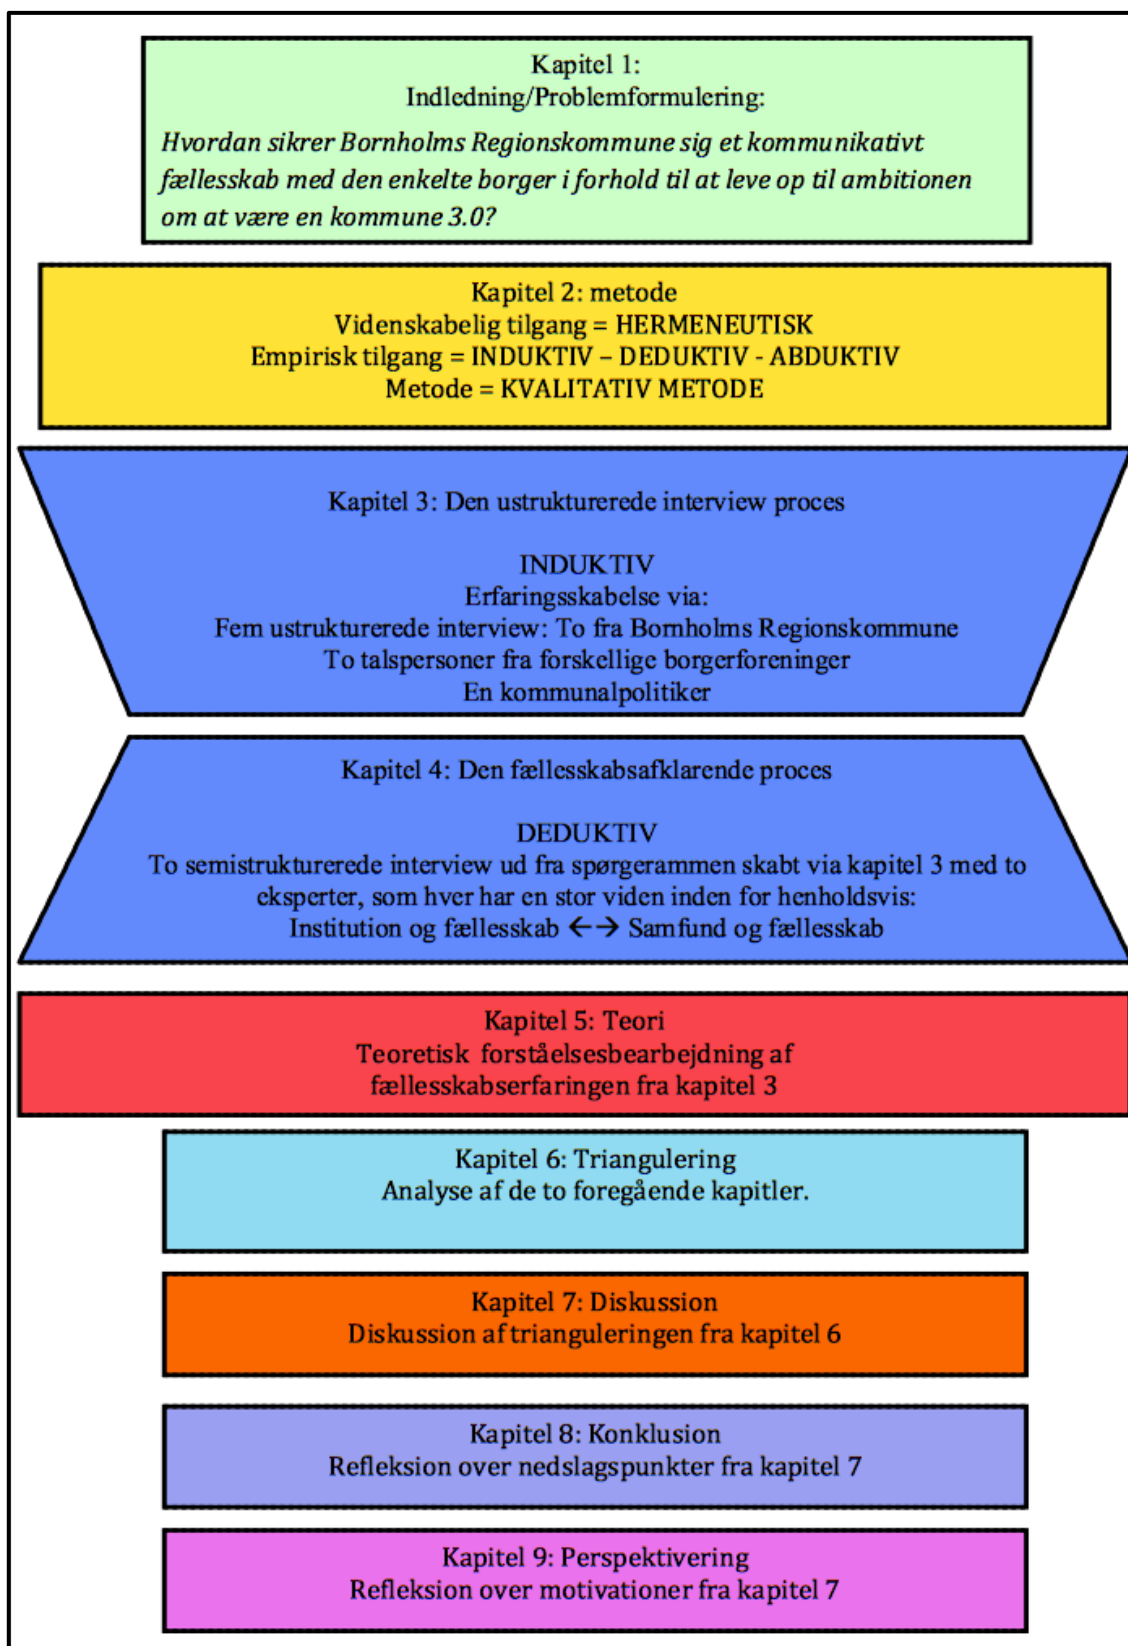 Kapitel 1:
Indledning/Problemformulering:
Hvordan sikrer Bornholms Regionskommune sig et kommunikativt
fællesskab med den enkelte borger i forhold til at leve op til ambitionen
om at være en kommune 3.0?
Kapitel 2: metode
Videnskabelig tilgang = HERMENEUTISK
Empirisk tilgang = INDUKTIV – DEDUKTIV - ABDUKTIV
Metode = KVALITATIV METODE
Kapitel 3: Den ustrukturerede interview proces
INDUKTIV
Erfaringsskabelse via:
Fem ustrukturerede interview: To fra Bornholms Regionskommune
To talspersoner fra forskellige borgerforeninger
En kommunalpolitiker
Kapitel 4: Den fællesskabsafklarende proces
DEDUKTIV
To semistrukturerede interview ud fra spørgerammen skabt via kapitel 3 med to
eksperter, som hver har en stor viden inden for henholdsvis:
Institution og fællesskab ←→ Samfund og fællesskab
Kapitel 5: Teori
Teoretisk forståelsesbearbejdning af
fællesskabserfaringen fra kapitel 3
Kapitel 6: Triangulering
Analyse af de to foregående kapitler.
Kapitel 7: Diskussion
Diskussion af trianguleringen fra kapitel 6
Kapitel 8: Konklusion
Refleksion over nedslagspunkter fra kapitel 7
Kapitel 9: Perspektivering
Refleksion over motivationer fra kapitel 7